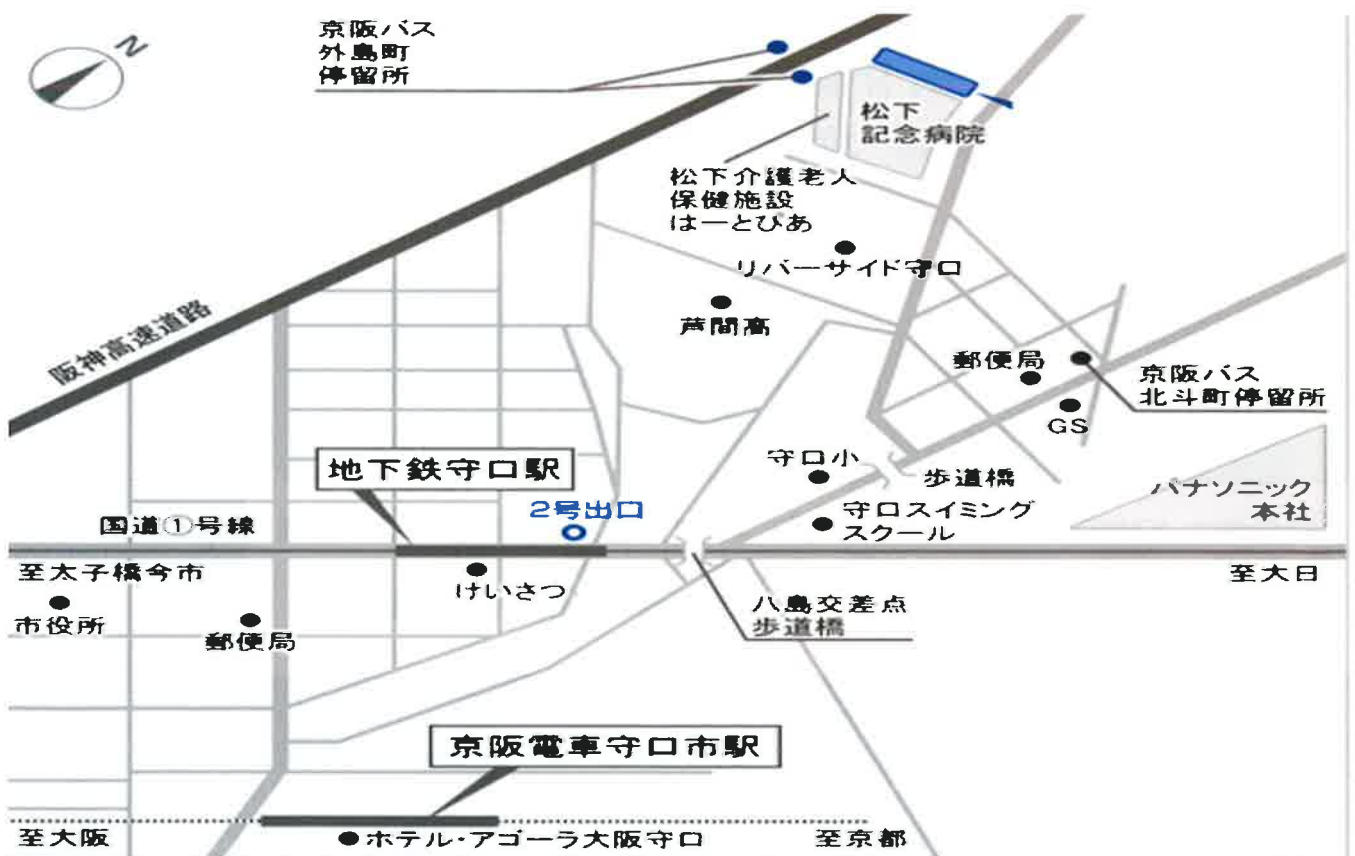 N
京阪バス
外島町
停留所
松下
記念病院
松下介護老人
保健施設
はーとぴあ
リバーサイド守口
阪神高速道路
芦間高
郵便局
京阪バス
北斗町停留所
GS
地下鉄守口駅
守口小
歩道橋
パナソニック
本社
2号出口
守口スイミング
スクール
国道①号線
至太子橋今市
けいさつ
至大日
市役所
郵便局
八島交差点
歩道橋
京阪電車守口市駅
至大阪
ホテル・アゴーラ大阪守口
至京都